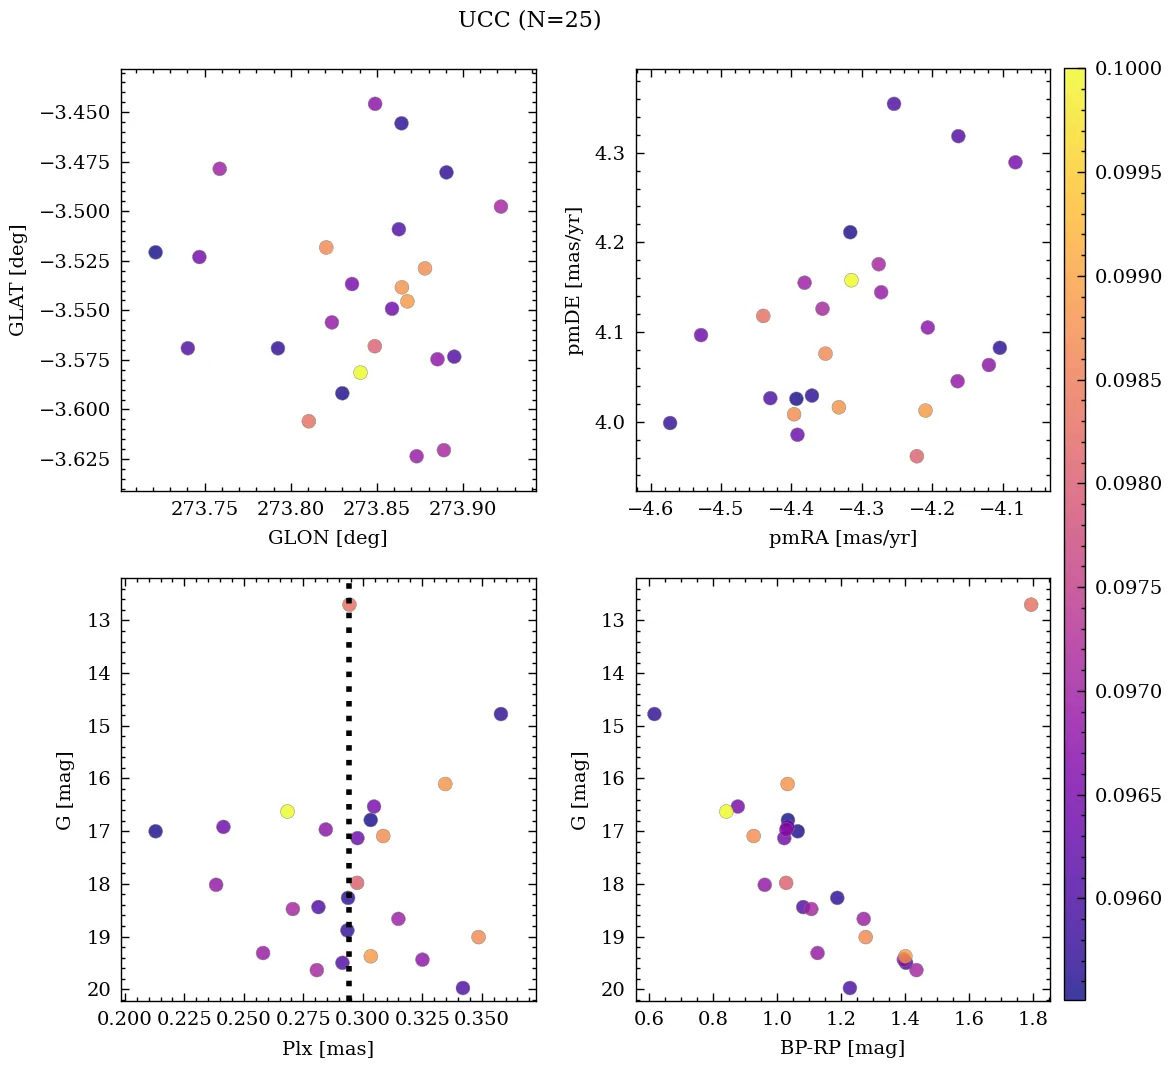 UCC (N=25)
−3.450
−3.475
−3.500
−3.525
−3.550
−3.575
−3.600
−3.625
GLAT [deg]
273.75 273.80 273.85 273.90
GLON [deg]
4.3
4.2
4.1
4.0
pmDE [mas/yr]
−4.6 −4.5 −4.4 −4.3 −4.2 −4.1
pmRA [mas/yr]
13
14
15
16
17
18
19
20
G [mag]
0.200 0.225 0.250 0.275 0.300 0.325 0.350
Plx [mas]
13
14
15
16
17
18
19
20
G [mag]
0.6 0.8 1.0 1.2 1.4 1.6 1.8
BP-RP [mag]
0.1000
0.0995
0.0990
0.0985
0.0980
0.0975
0.0970
0.0965
0.0960